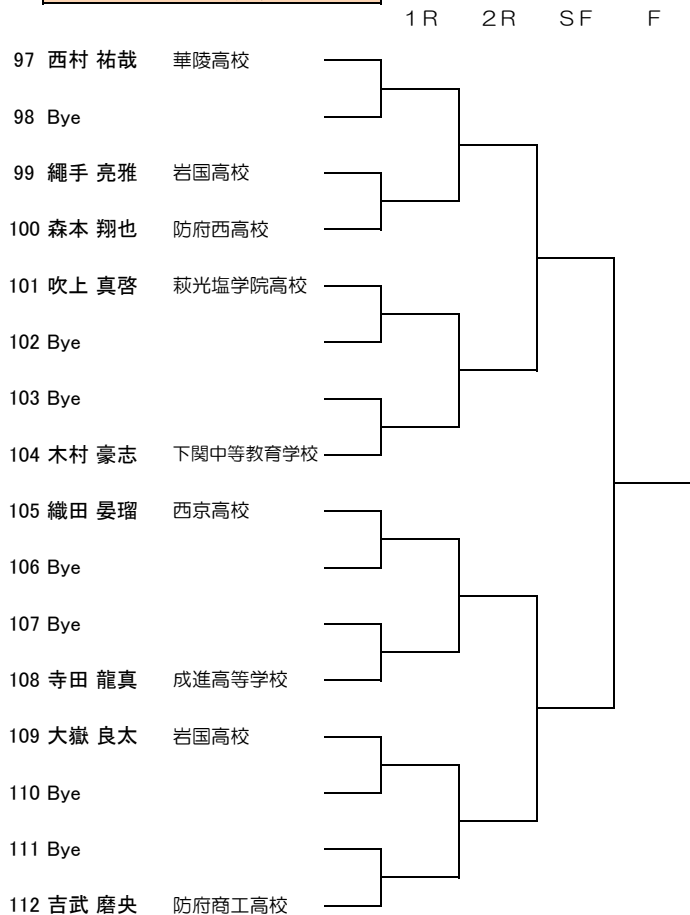 １Ｒ ２Ｒ ＳＦ Ｆ
97 西村 祐哉 華陵高校
98 Bye
99 繩手 亮雅 岩国高校
100 森本 翔也 防府西高校
101 吹上 真啓 萩光塩学院高校
102 Bye
103 Bye
104 木村 豪志 下関中等教育学校
105 織田 晏瑠 西京高校
106 Bye
107 Bye
108 寺田 龍真 成進高等学校
109 大嶽 良太 岩国高校
110 Bye
111 Bye
112 吉武 磨央 防府商工高校